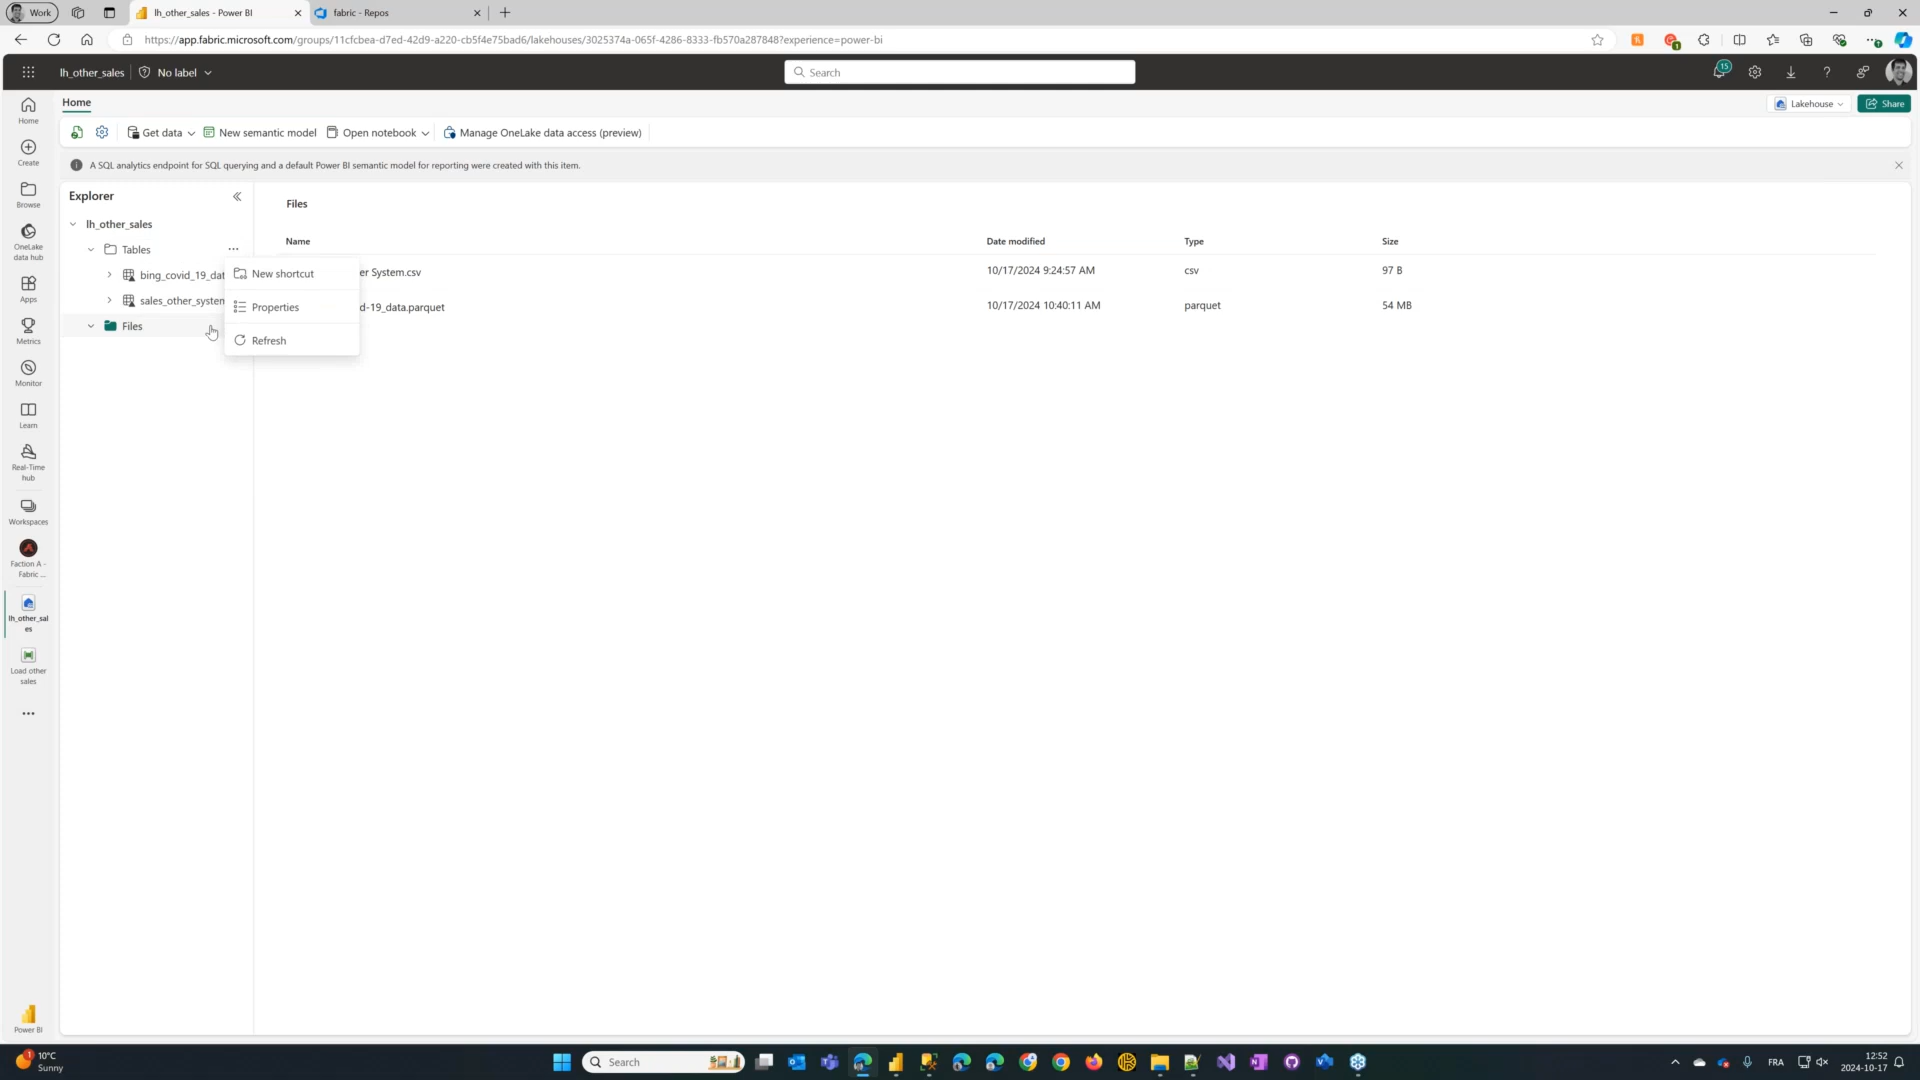 Work
lh_other_sales - Power BI
fabric - Repos
https://app.fabric.microsoft.com/groups/11cfcbea-d7ed-42d9-a220-cb5f4e75bad6/lakehouses/3025374a-065f-4286-8333-fb570a287848?experience=power-bi
lh_other_sales
No label
Search
15
Home
Lakehouse
Share
Get data
New semantic model
Open notebook
Manage OneLake data access (preview)
A SQL analytics endpoint for SQL querying and a default Power BI semantic model for reporting were created with this item.
Home
Create
Browse
OneLake
data hub
Apps
Metrics
Monitor
Learn
Real-Time
hub
Workspaces
Faction A -
Fabric ...
lh_other_sal
es
Load other
sales
Power BI
Explorer
lh_other_sales
Tables
bing_covid_19_dat
sales_other_system
Files
New shortcut
Properties
Refresh
Files
Name
Date modified
Type
Size
er System.csv
10/17/2024 9:24:57 AM
csv
97 B
d-19_data.parquet
10/17/2024 10:40:11 AM
parquet
54 MB
1
10°C
Sunny
Search
FRA
12:52
2024-10-17